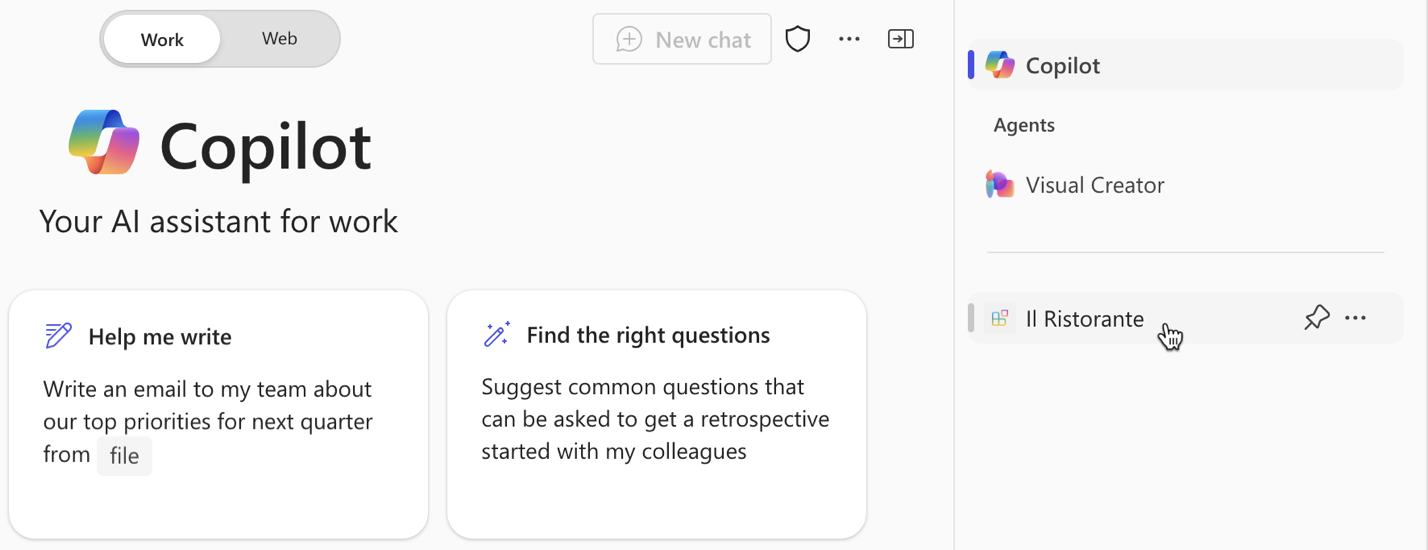 Work
Web
New chat
Copilot
Your AI assistant for work
Help me write
Write an email to my team about
our top priorities for next quarter
from file
Find the right questions
Suggest common questions that
can be asked to get a retrospective
started with my colleagues
Copilot
Agents
Visual Creator
Il Ristorante